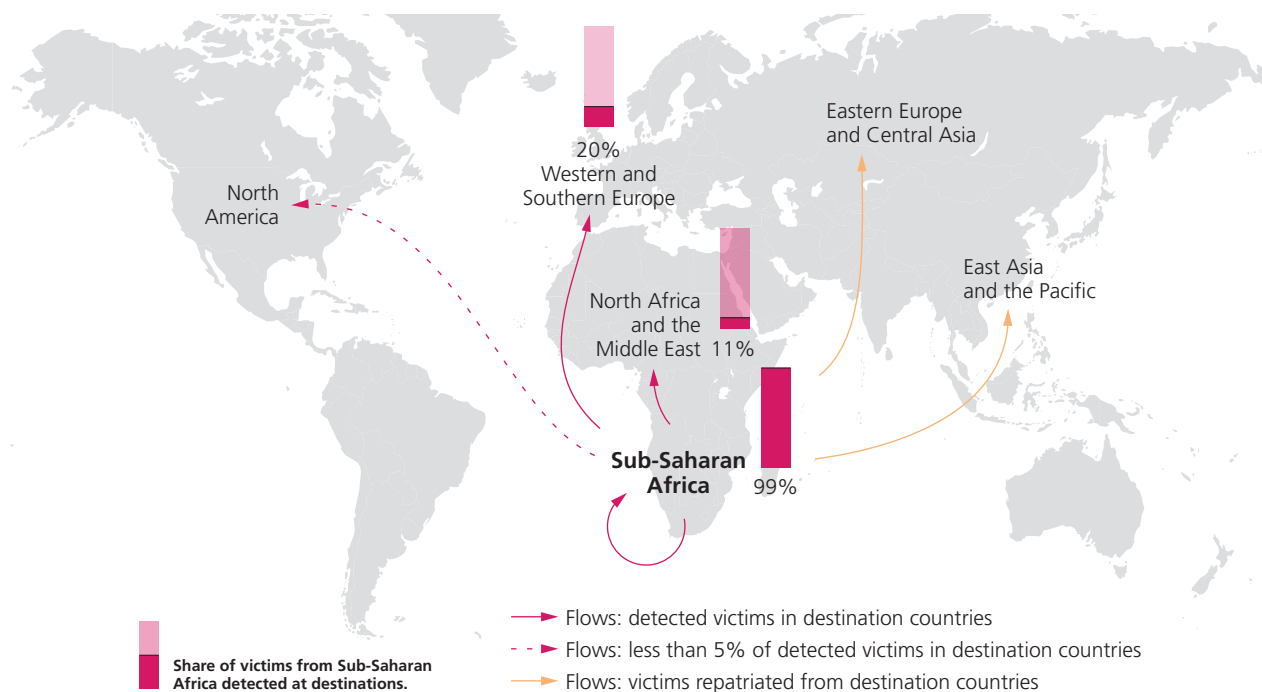 20%
Western and
Southern Europe
Eastern Europe
and Central Asia
North
America
East Asia
and the Pacific
North Africa
and the
Middle East
11%
Sub-Saharan
Africa
99%
Share of victims from Sub-Saharan
Africa detected at destinations.
Flows: detected victims in destination countries
Flows: less than 5% of detected victims in destination countries
Flows: victims repatriated from destination countries